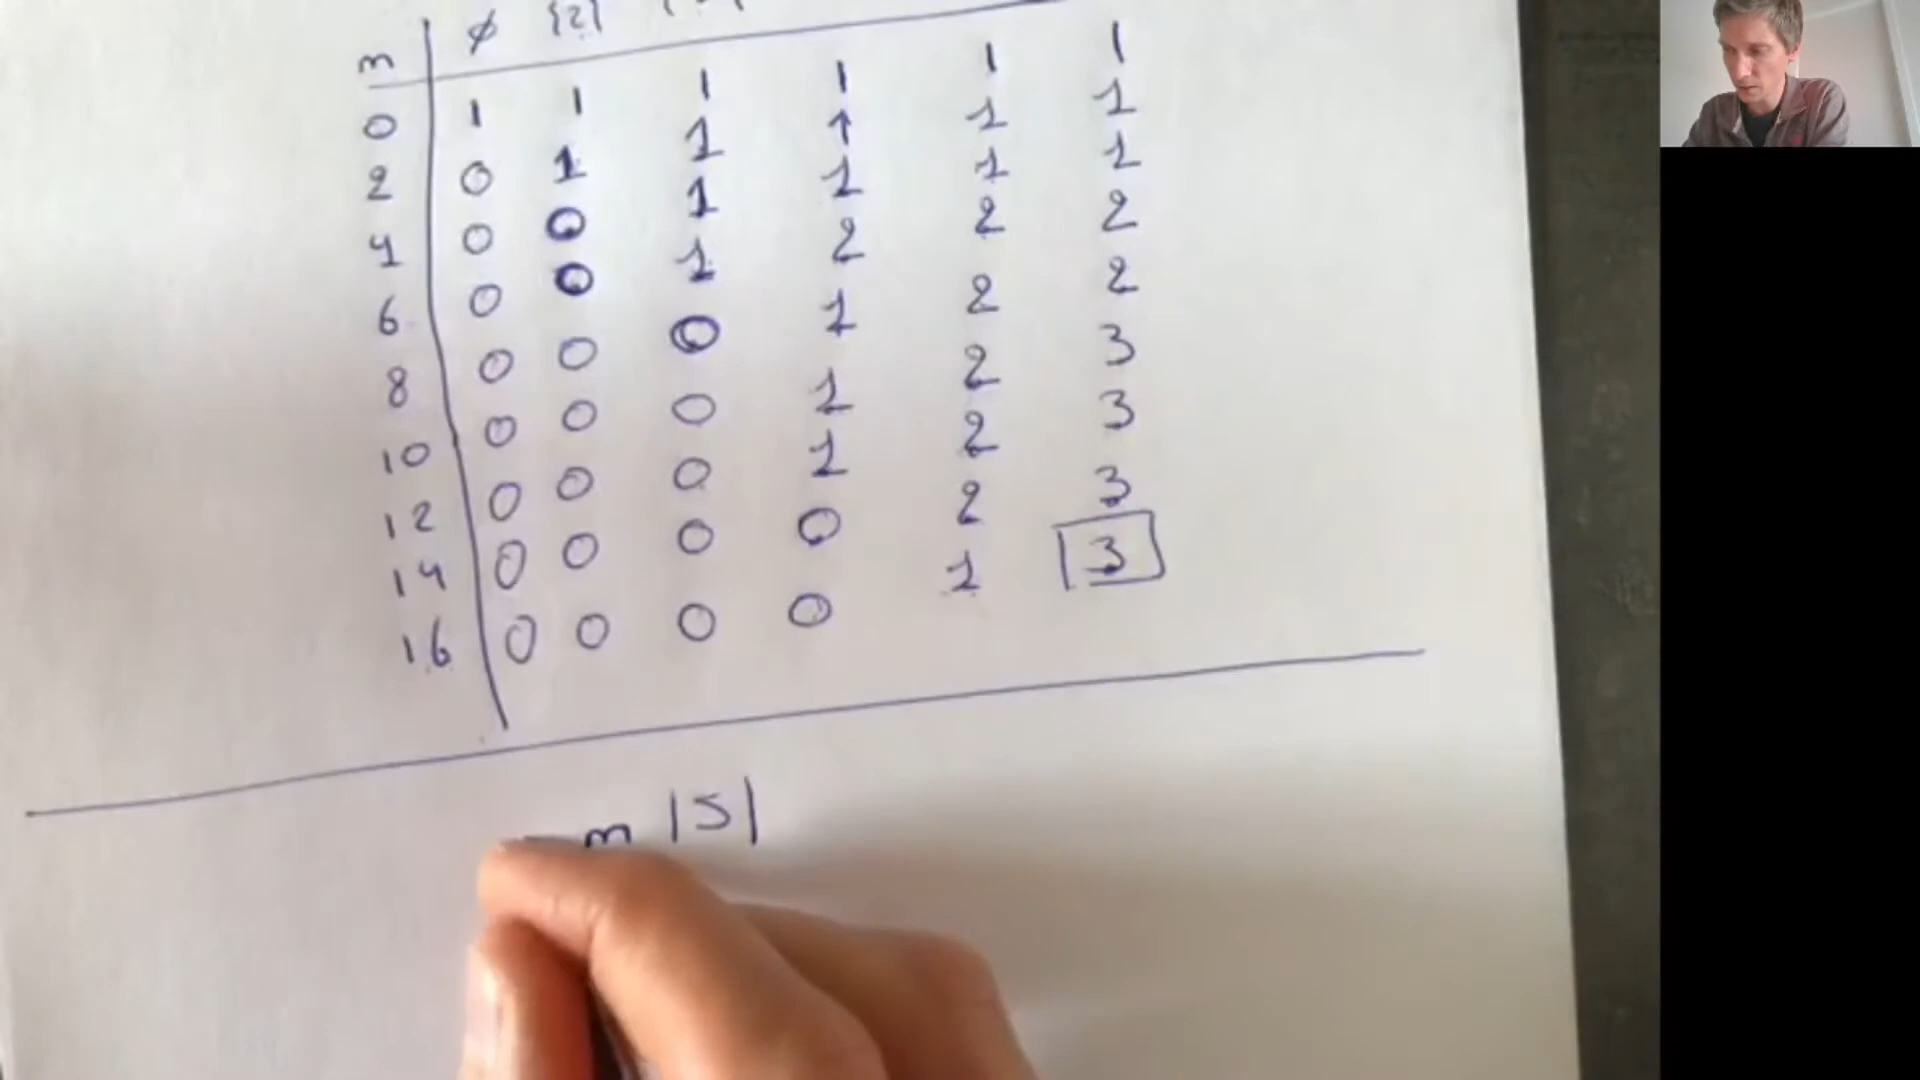 m ∅ {2}
0 1 1 1 1 1 1
2 0 1 1 1 1 1
4 0 0 1 1 1 1
6 0 0 1 2 2 2
8 0 0 0 1 2 2
10 0 0 0 1 2 3
12 0 0 0 1 2 3
14 0 0 0 0 2 3
16 0 0 0 0 1 3
m |S|